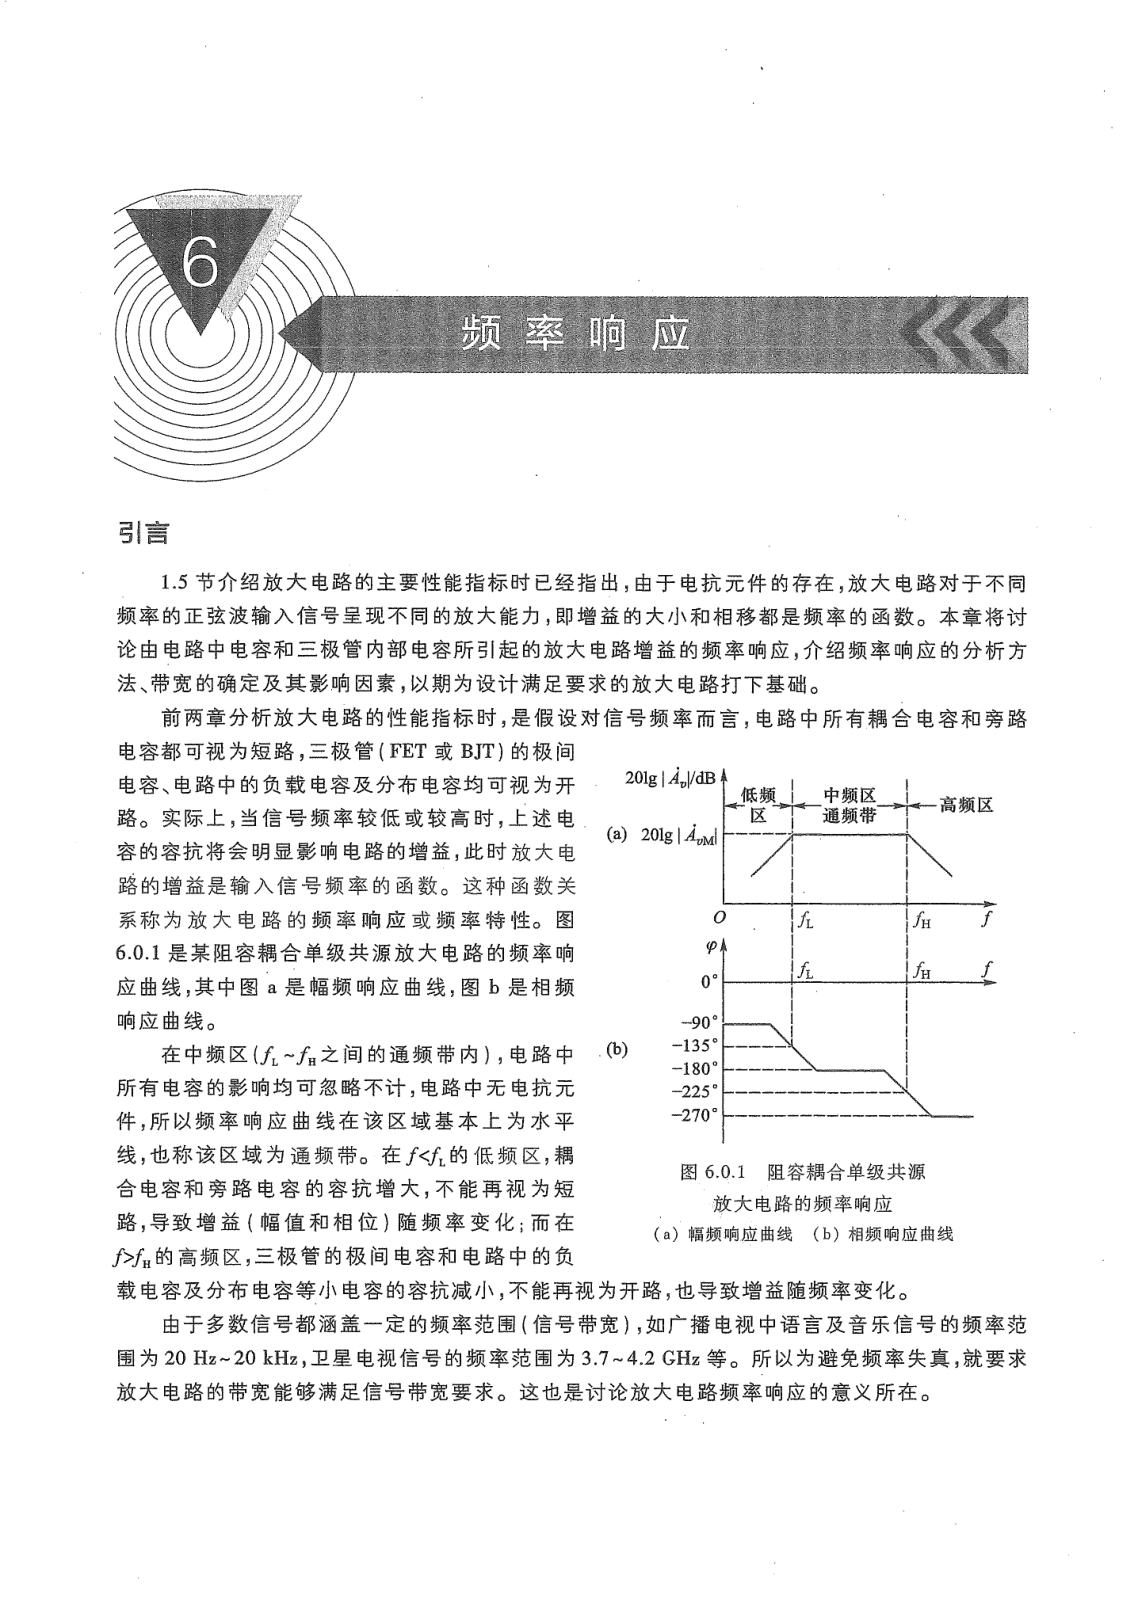 6
频率响应
引言
1.5 节介绍放大电路的主要性能指标时已经指出,由于电抗元件的存在,放大电路对于不同
频率的正弦波输入信号呈现不同的放大能力,即增益的大小和相移都是频率的函数。本章将讨
论由电路中电容和三极管内部电容所引起的放大电路增益的频率响应,介绍频率响应的分析方
法、带宽的确定及其影响因素,以期为设计满足要求的放大电路打下基础。
前两章分析放大电路的性能指标时,是假设对信号频率而言,电路中所有耦合电容和旁路
电容都可视为短路,三极管(FET 或 BJT)的极间
电容、电路中的负载电容及分布电容均可视为开
路。实际上,当信号频率较低或较高时,上述电
容的容抗将会明显影响电路的增益,此时放大电
路的增益是输入信号频率的函数。这种函数关
系称为放大电路的频率响应或频率特性。图
6.0.1 是某阻容耦合单级共源放大电路的频率响
应曲线,其中图 a 是幅频响应曲线,图 b 是相频
响应曲线。
在中频区(fL~fH之间的通频带内),电路中
所有电容的影响均可忽略不计,电路中无电抗元
件,所以频率响应曲线在该区域基本上为水平
线,也称该区域为通频带。在 f<fL的低频区,耦
合电容和旁路电容的容抗增大,不能再视为短
路,导致增益(幅值和相位)随频率变化;而在
f>fH的高频区,三极管的极间电容和电路中的负
载电容及分布电容等小电容的容抗减小,不能再视为开路,也导致增益随频率变化。
20lg|Ȧv|/dB
低频
区
中频区
通频带
高频区
(a) 20lg|ȦvM|
O fL fH f
φ
0° fL fH f
-90°
(b) -135°
-180°
-225°
-270°
图 6.0.1 阻容耦合单级共源
放大电路的频率响应
(a) 幅频响应曲线 (b) 相频响应曲线
由于多数信号都涵盖一定的频率范围(信号带宽),如广播电视中语言及音乐信号的频率范
围为 20 Hz~20 kHz,卫星电视信号的频率范围为 3.7~4.2 GHz 等。所以为避免频率失真,就要求
放大电路的带宽能够满足信号带宽要求。这也是讨论放大电路频率响应的意义所在。